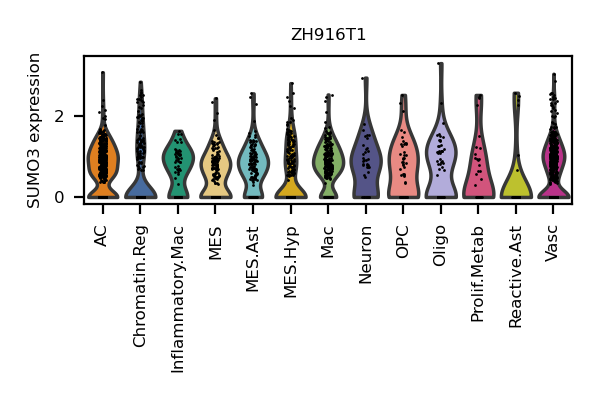 ZH916T1
SUMO3 expression
2
0
AC
Chromatin.Reg
Inflammatory.Mac
MES
MES.Ast
MES.Hyp
Mac
Neuron
OPC
Oligo
Prolif.Metab
Reactive.Ast
Vasc